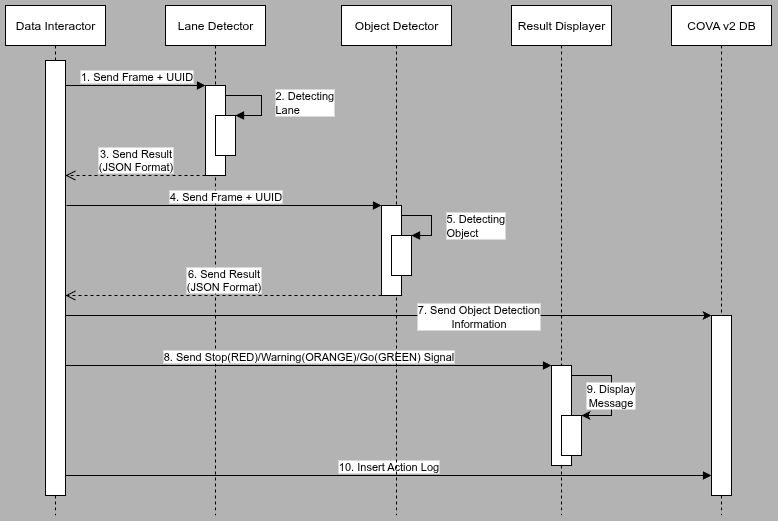 Data Interactor
Lane Detector
Object Detector
Result Displayer
COVA v2 DB
1. Send Frame + UUID
2. Detecting
Lane
3. Send Result
(JSON Format)
4. Send Frame + UUID
5. Detecting
Object
6. Send Result
(JSON Format)
7. Send Object Detection
Information
8. Send Stop(RED)/Warning(ORANGE)/Go(GREEN) Signal
9. Display
Message
10. Insert Action Log